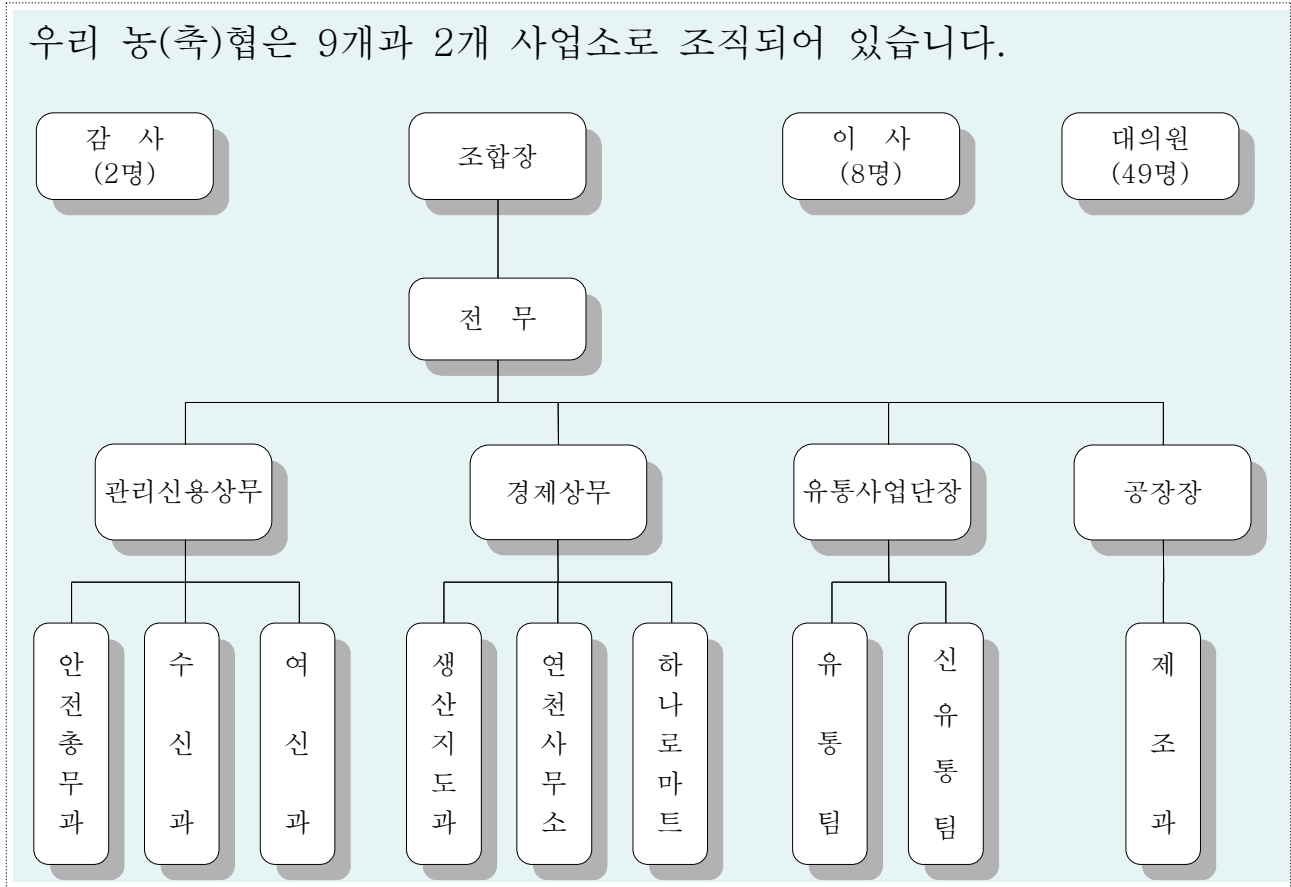 우리 농(축)협은 9개과 2개 사업소로 조직되어 있습니다.
감 사
(2명)
조합장
이 사
(8명)
대의원
(49명)
전 무
관리신용상무
경제상무
유통사업단장
공장장
안전총무과
수신과
여신과
생산지도과
연천사무소
하나로마트
유통팀
신유통팀
제조과